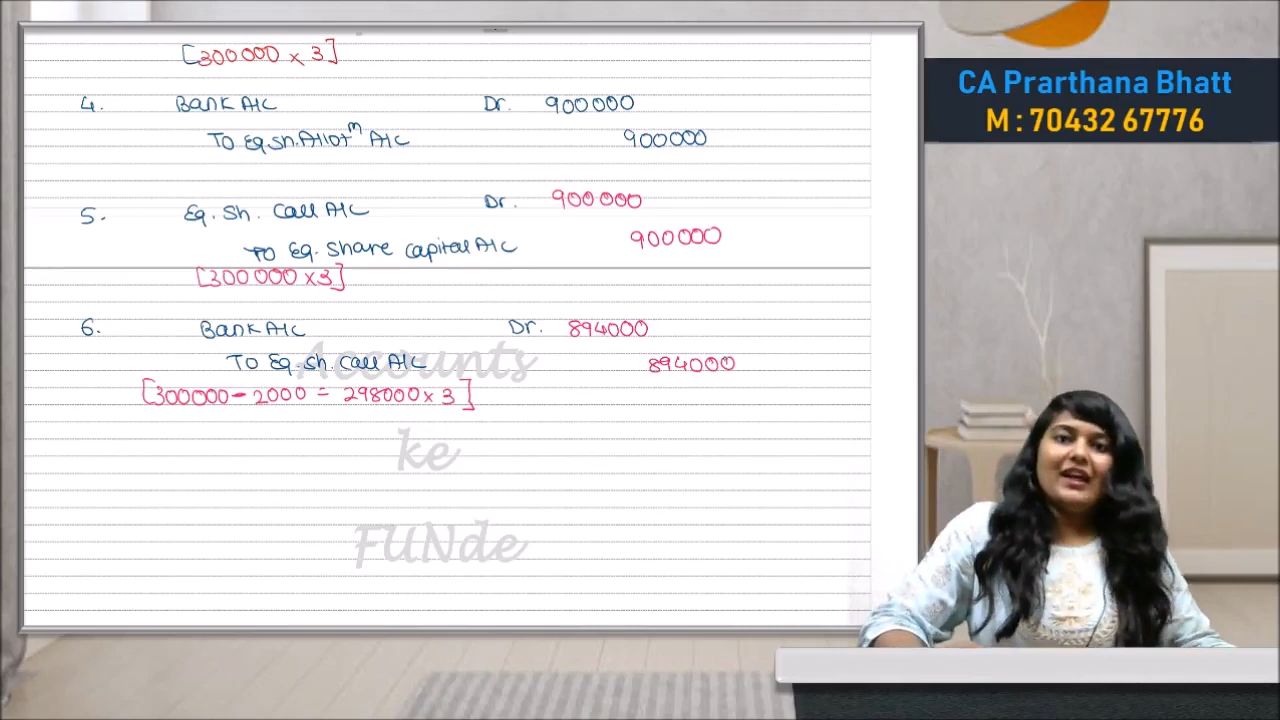 [300000 x 3]
4. Bank A/c Dr. 900000
To Eq.sh.Allotᵐ A/c 900000
5. Eq. Sh. Call A/c Dr. 900000
To Eq. Share Capital A/c 900000
[300000 x3]
6. Bank A/c Dr. 894000
To Eq.sh.Call A/c 894000
[300000 - 2000 = 298000 x 3]
Accounts
ke
FUNde
CA Prarthana Bhatt
M : 70432 67776